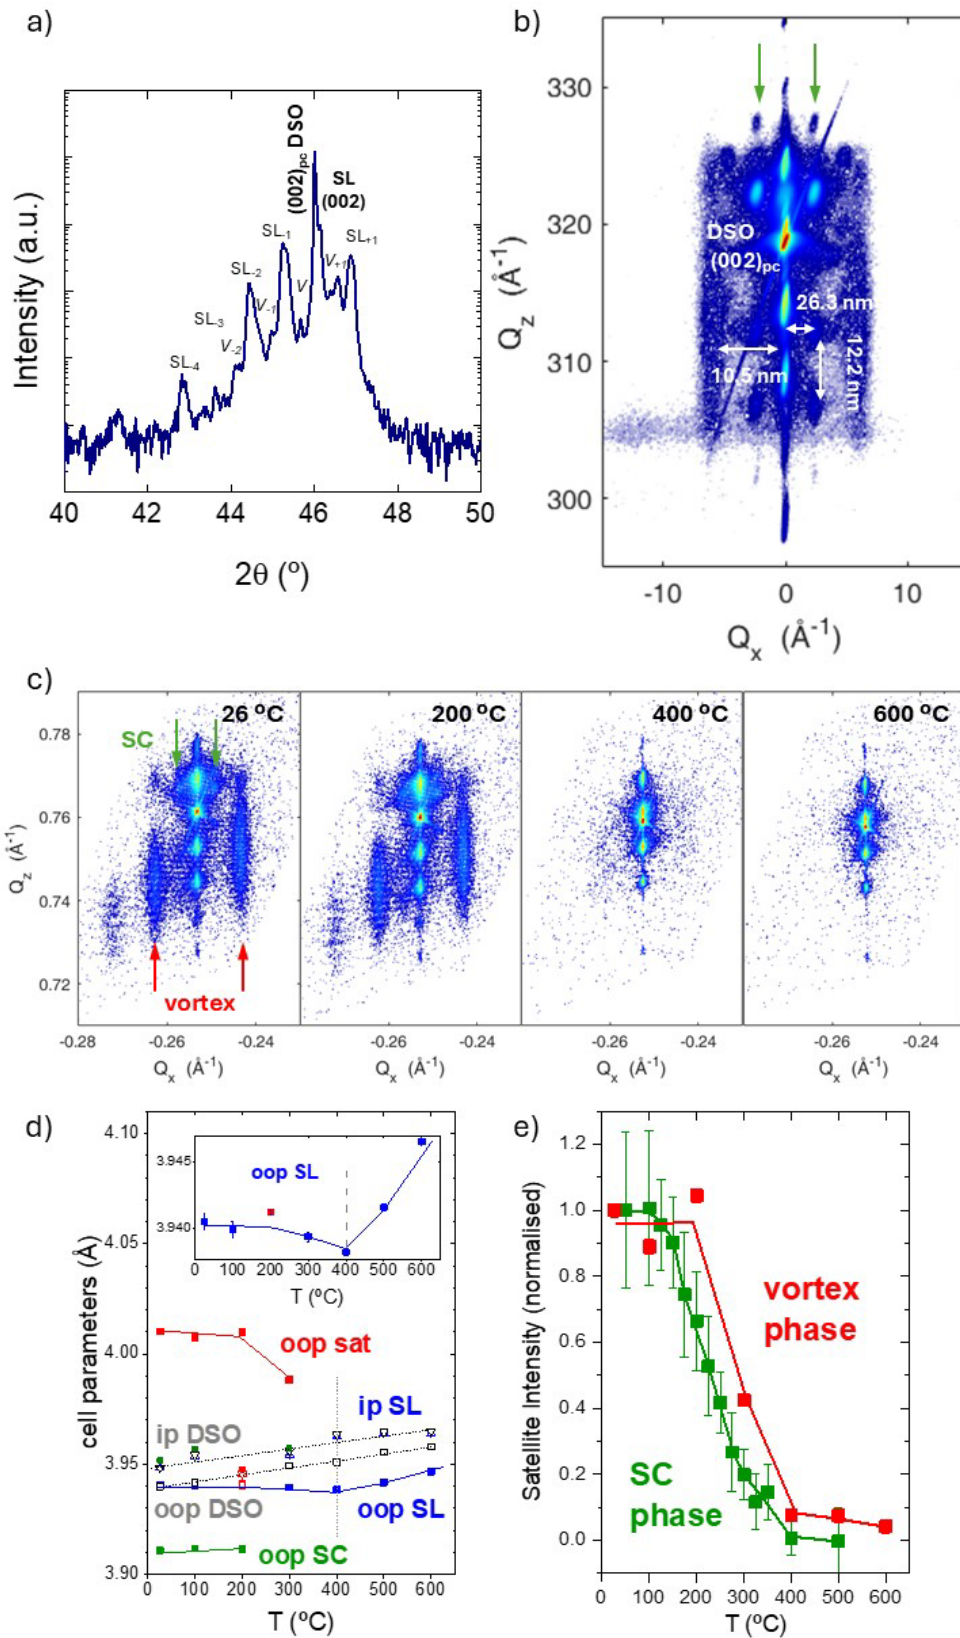 a)
Intensity (a.u.)
(002)pc DSO
SL
(002)
SL-1
SL+1
SL-2
V+1
V-1
V
SL-3
V-2
SL-4
40 42 44 46 48 50
2θ (º)
b)
330
320
310
300
Qz (Å-1)
DSO
(002)pc
26.3 nm
10.5 nm
12.2 nm
-10 0 10
Qx (Å-1)
c)
26 ºC 200 ºC 400 ºC 600 ºC
SC
vortex
0.78
0.76
0.74
0.72
Qz (Å-1)
-0.28 -0.26 -0.24 -0.26 -0.24 -0.26 -0.24 -0.26 -0.24
Qx (Å-1) Qx (Å-1) Qx (Å-1) Qx (Å-1)
d)
4.10
4.05
4.00
3.95
3.90
cell parameters (Å)
3.945
3.940
oop SL
0 100 200 300 400 500 600
T (ºC)
oop sat
ip DSO
ip SL
oop DSO
oop SL
oop SC
0 100 200 300 400 500 600
T (ºC)
e)
1.2
1.0
0.8
0.6
0.4
0.2
0.0
Satellite Intensity (normalised)
vortex
phase
SC
phase
0 100 200 300 400 500 600
T (ºC)